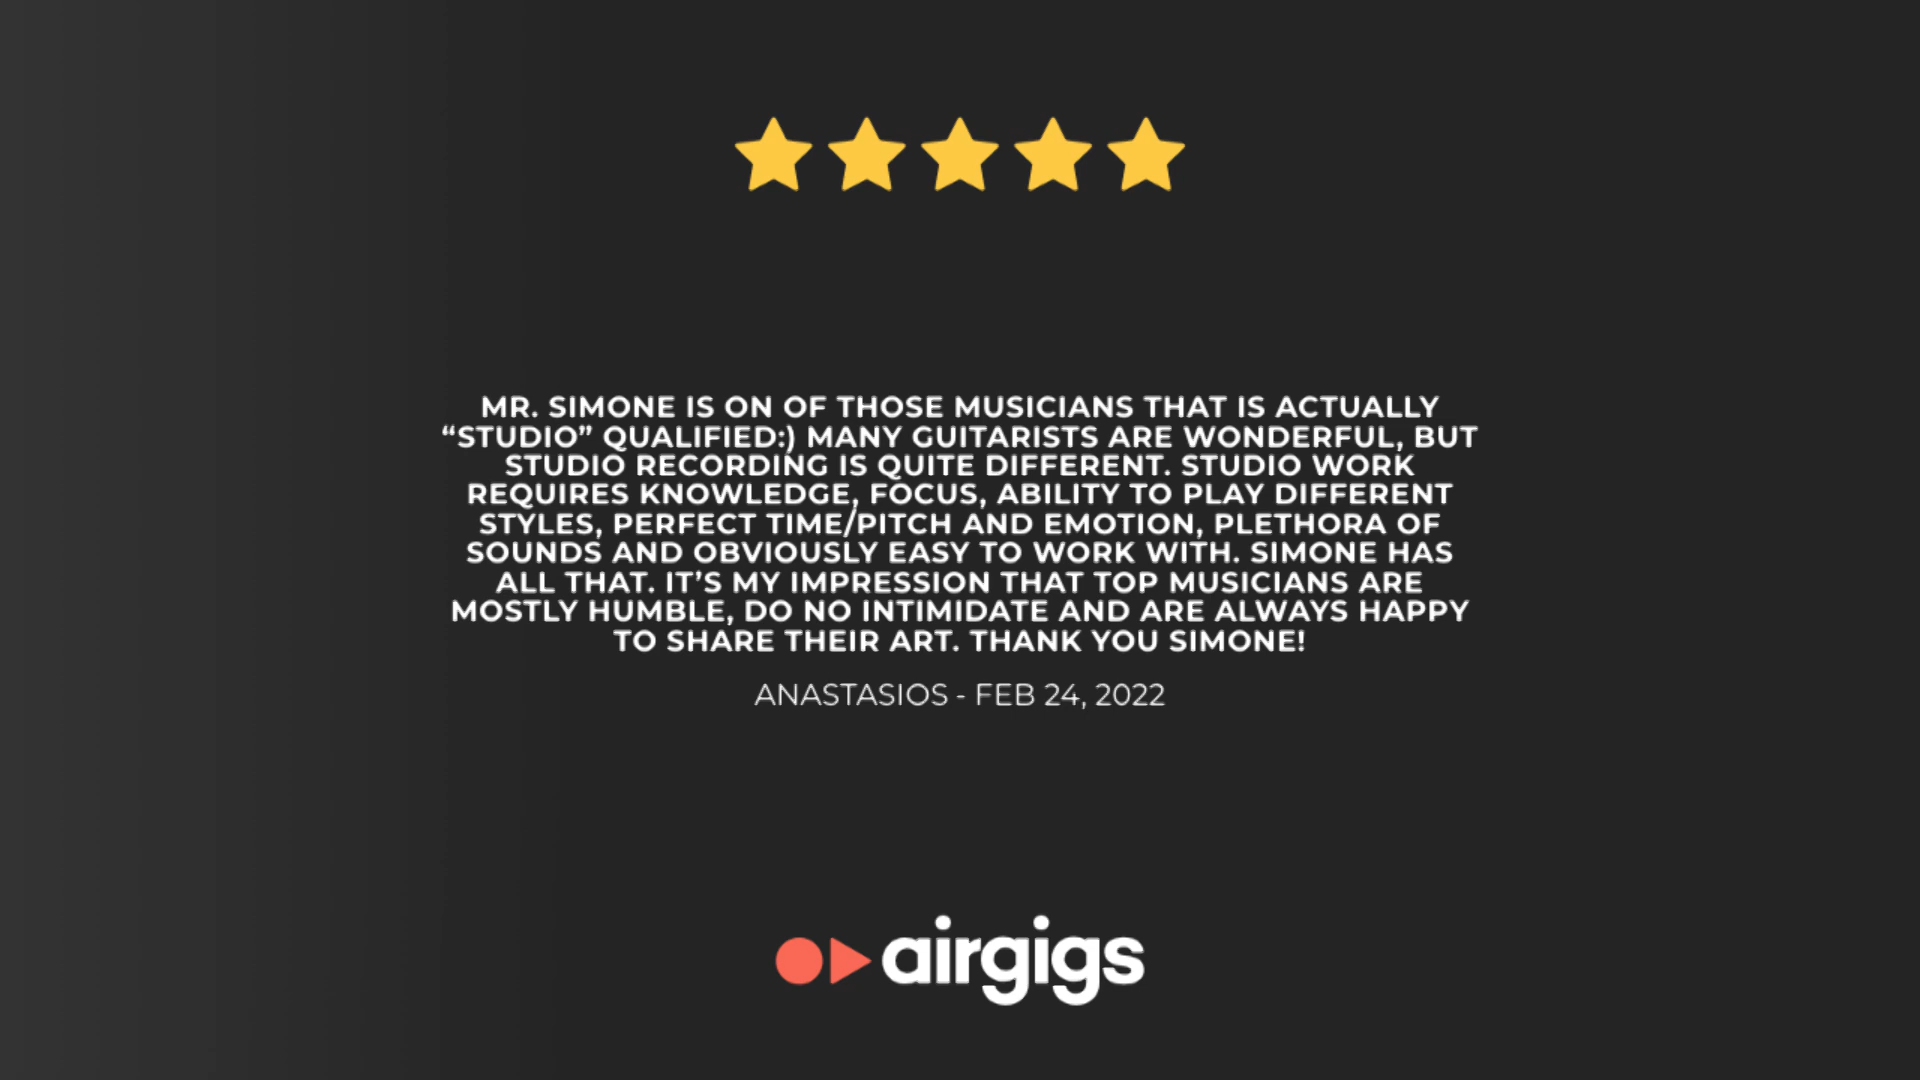 MR. SIMONE IS ON OF THOSE MUSICIANS THAT IS ACTUALLY
“STUDIO” QUALIFIED:) MANY GUITARISTS ARE WONDERFUL, BUT
STUDIO RECORDING IS QUITE DIFFERENT. STUDIO WORK
REQUIRES KNOWLEDGE, FOCUS, ABILITY TO PLAY DIFFERENT
STYLES, PERFECT TIME/PITCH AND EMOTION, PLETHORA OF
SOUNDS AND OBVIOUSLY EASY TO WORK WITH. SIMONE HAS
ALL THAT. IT’S MY IMPRESSION THAT TOP MUSICIANS ARE
MOSTLY HUMBLE, DO NO INTIMIDATE AND ARE ALWAYS HAPPY
TO SHARE THEIR ART. THANK YOU SIMONE!
ANASTASIOS - FEB 24, 2022
airgigs